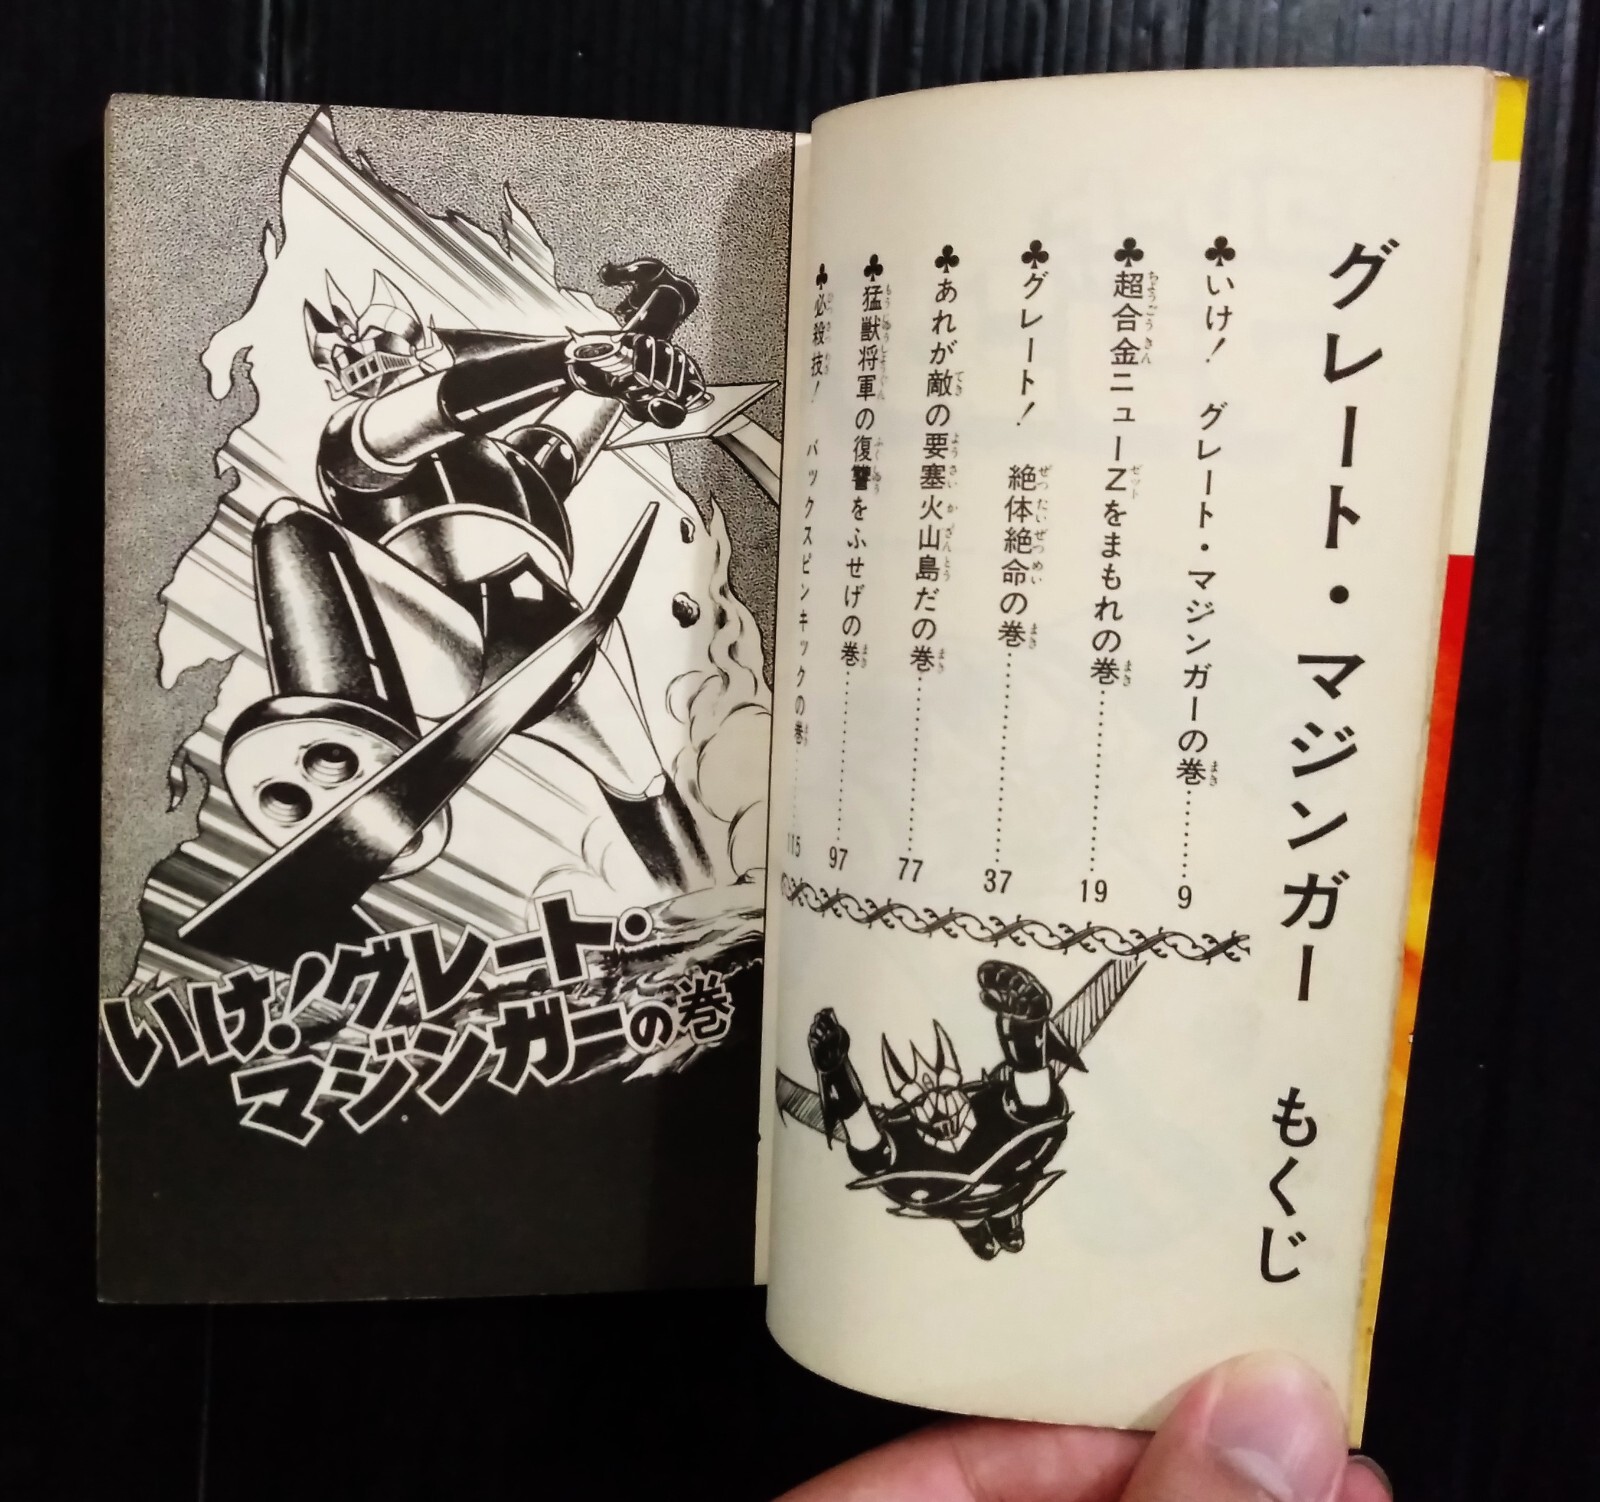 グレート・マジンガー もくじ
♣いけ! グレート・マジンガーの巻………9
♣超合金ニューZをまもれの巻………19
♣グレート! 絶体絶命の巻………37
♣あれが敵の要塞火山島だの巻………77
♣猛獣将軍の復讐をふせげの巻………97
♣必殺技! バックスピンキックの巻………115
いけ!グレート・
マジンガーの巻